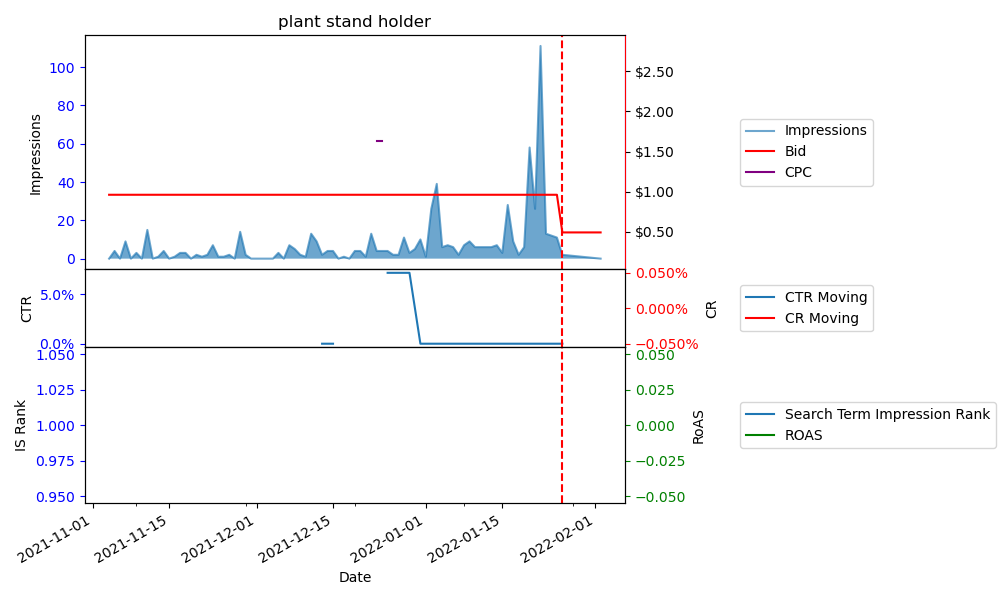 plant stand holder
Impressions
100
80
60
40
20
0
$2.50
$2.00
$1.50
$1.00
$0.50
Impressions
Bid
CPC
CTR
5.0%
0.0%
0.050%
0.000%
−0.050%
CR
CTR Moving
CR Moving
IS Rank
1.050
1.025
1.000
0.975
0.950
0.050
0.025
0.000
−0.025
−0.050
RoAS
Search Term Impression Rank
ROAS
2021-11-01
2021-11-15
2021-12-01
2021-12-15
2022-01-01
2022-01-15
2022-02-01
Date